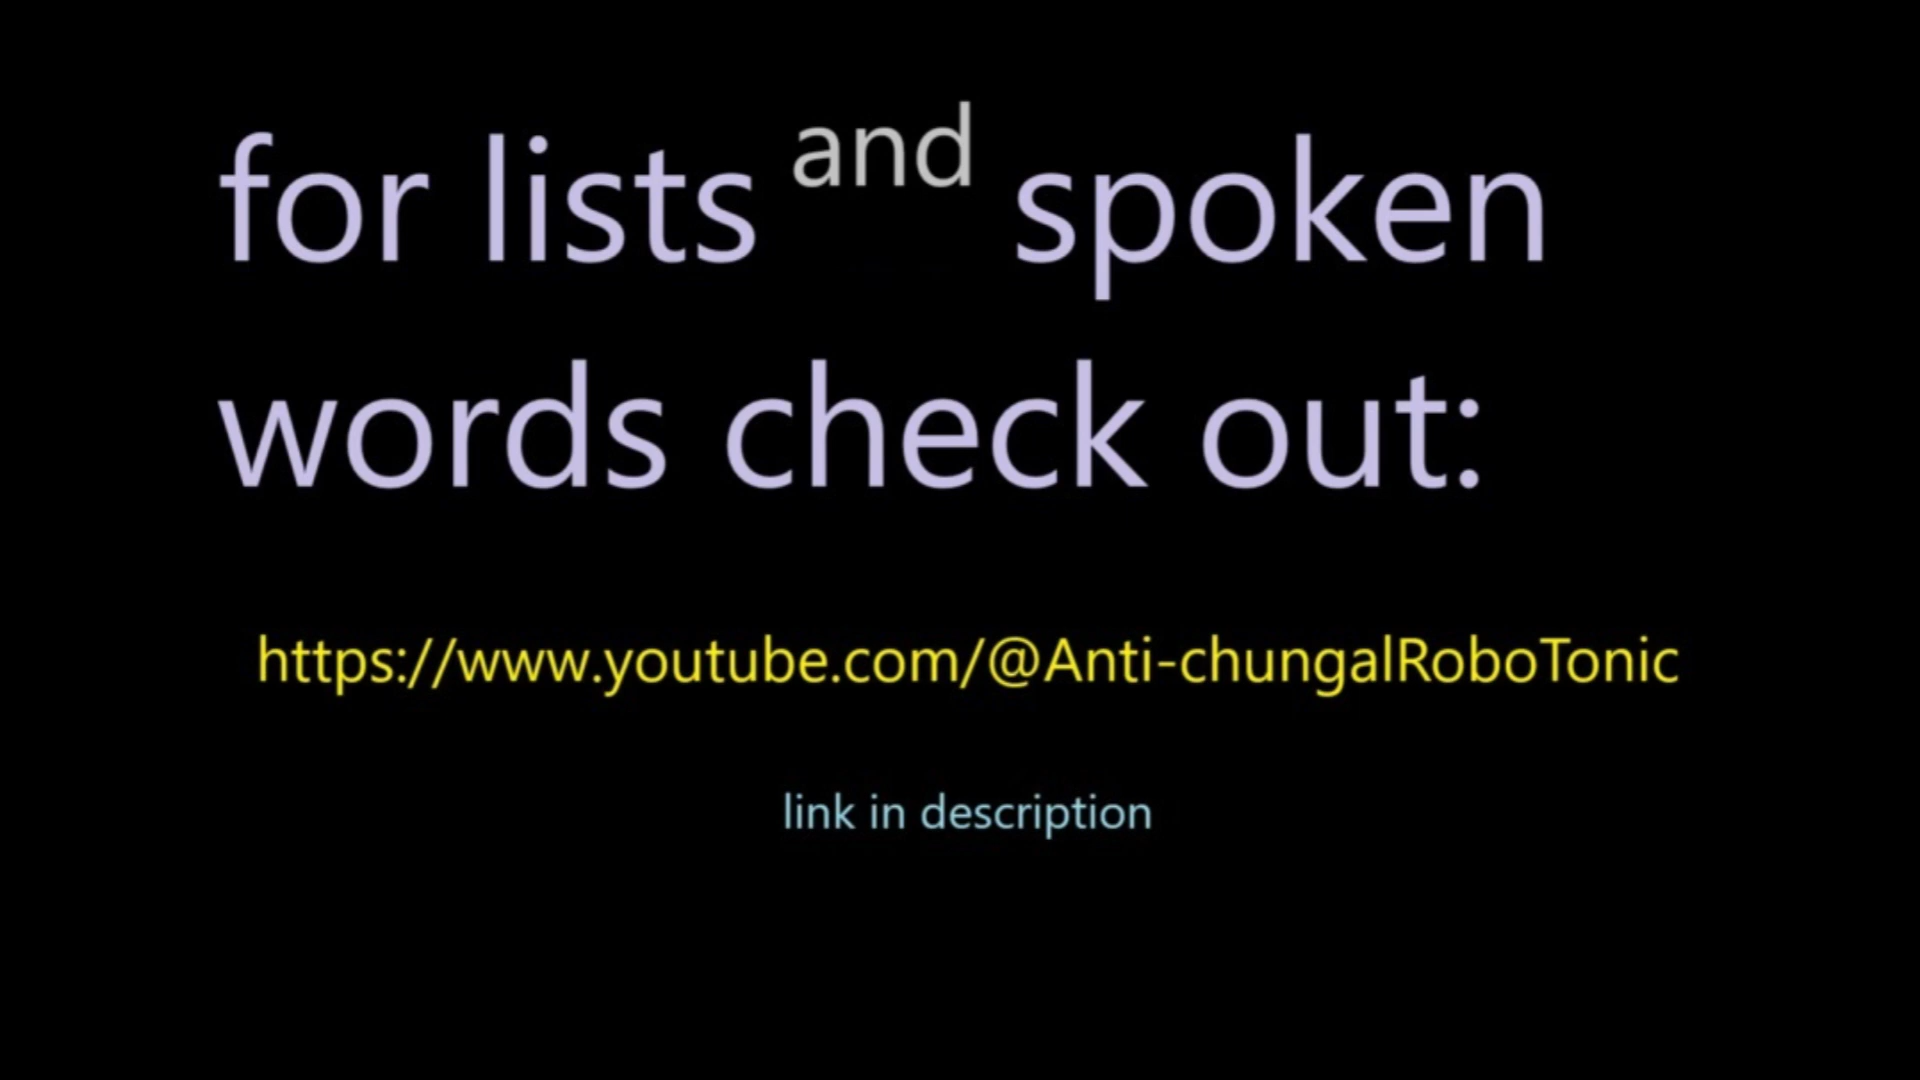 for lists and spoken
words check out:
https://www.youtube.com/@Anti-chungalRoboTonic
link in description